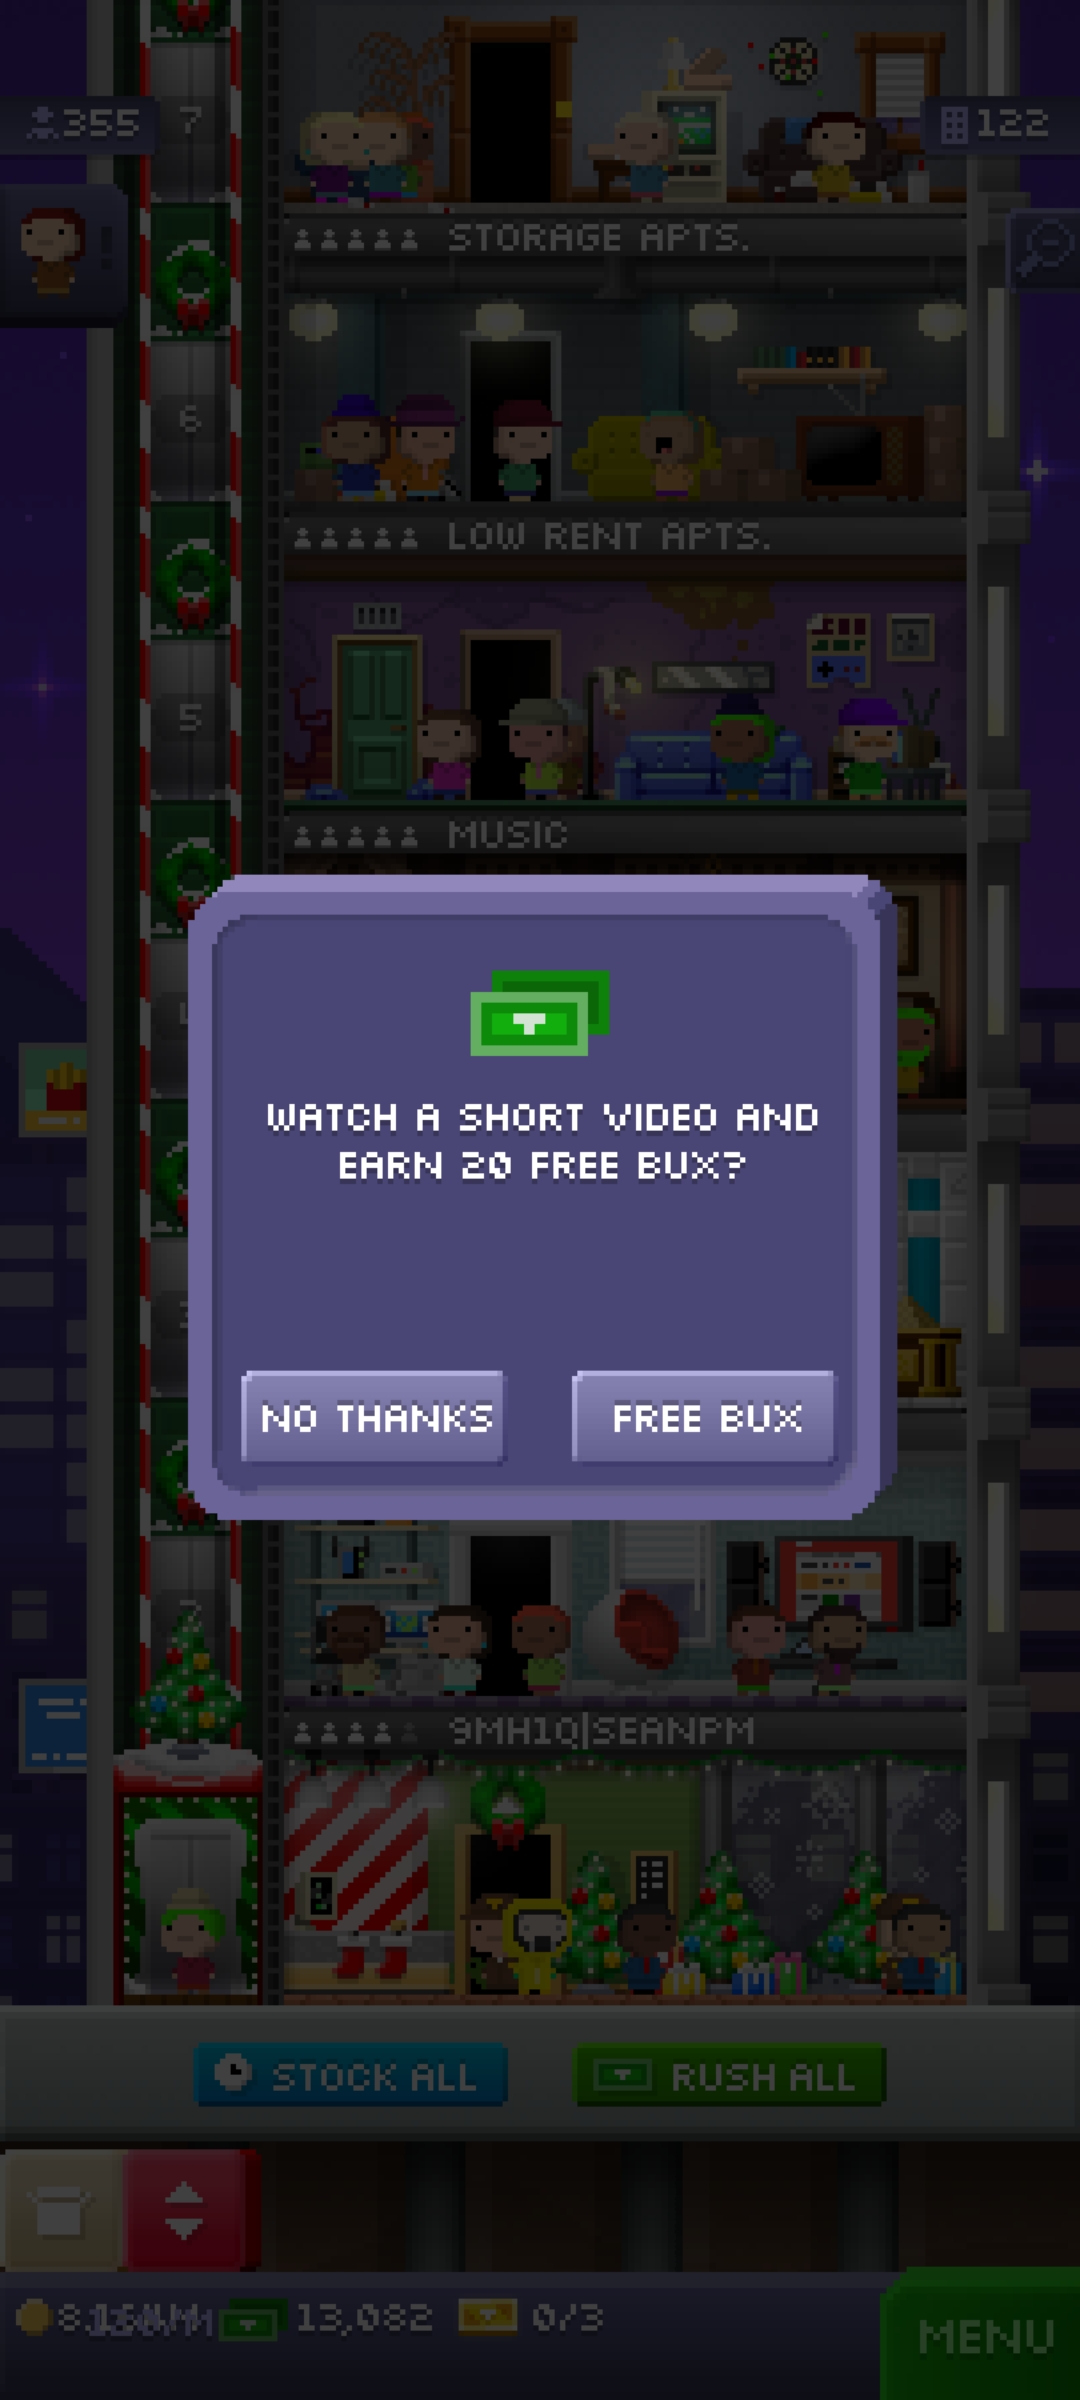 7
355
122
STORAGE APTS.
6
LOW RENT APTS.
5
MUSIC
WATCH A SHORT VIDEO AND
EARN 20 FREE BUX?
NO THANKS
FREE BUX
9MH1Q|SEANPM
STOCK ALL
RUSH ALL
13,082
0/3
MENU